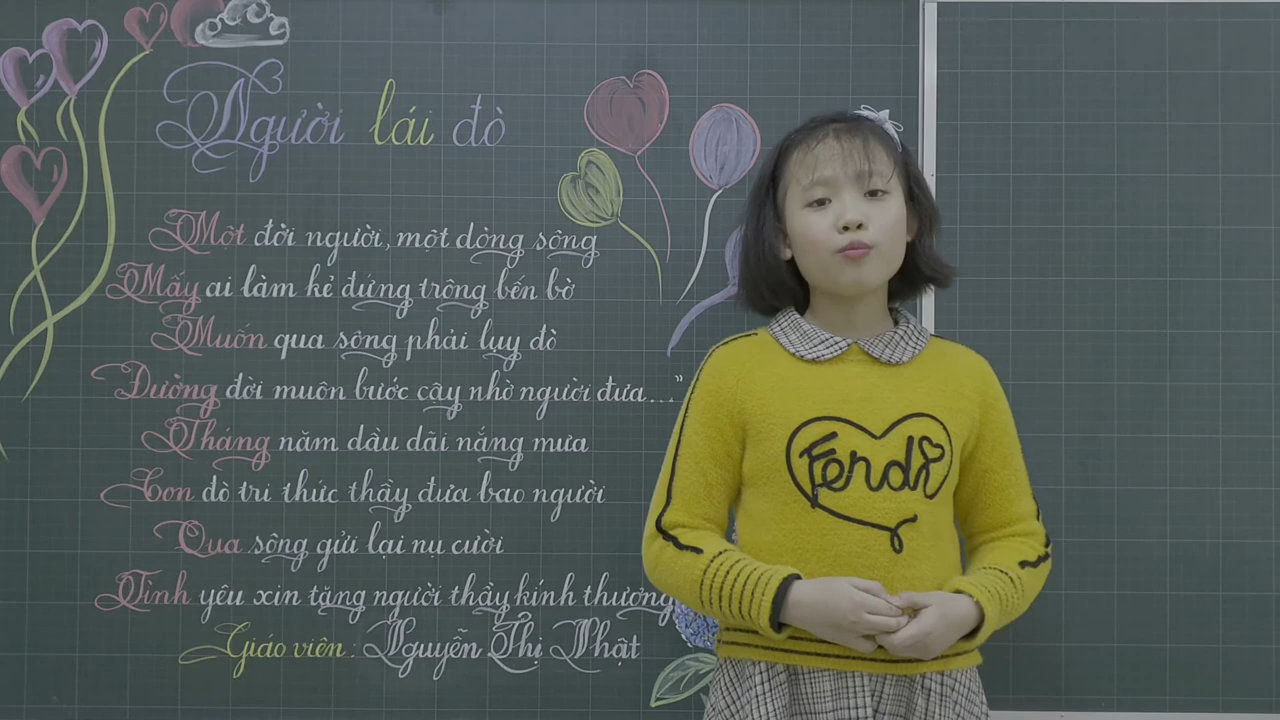 Người lái đò
Một đời người, một dòng sông
Mấy ai làm kẻ đứng trông bến bờ
Muốn qua sông phải lụy đò
Đường đời muôn bước cậy nhờ người đưa..."
Tháng năm dầu dãi nắng mưa
Con đò tri thức thầy đưa bao người
Qua sông gửi lại nụ cười
Tình yêu xin tặng người thầy kính thương
Giáo viên: Nguyễn Thị Nhật
Fendi